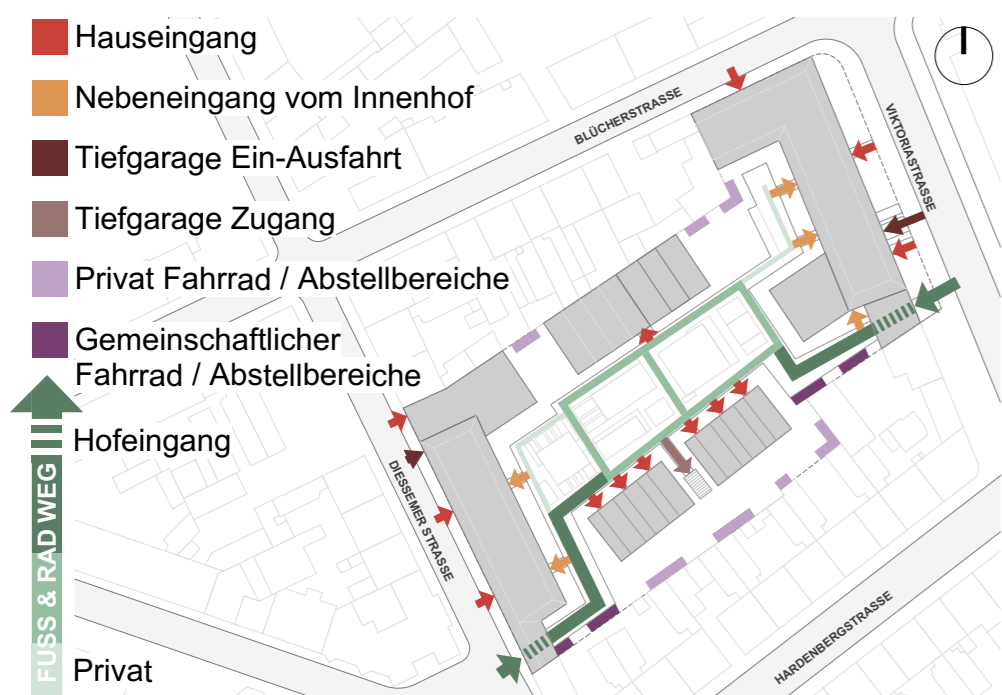 Hauseingang
Nebeneingang vom Innenhof
Tiefgarage Ein-Ausfahrt
Tiefgarage Zugang
Privat Fahrrad / Abstellbereiche
Gemeinschaftlicher
Fahrrad / Abstellbereiche
Hofeingang
FUSS & RAD WEG
Privat
BLÜCHERSTRASSE
VIKTORIASTRASSE
DIESSEMER STRASSE
HARDENBERGSTRASSE